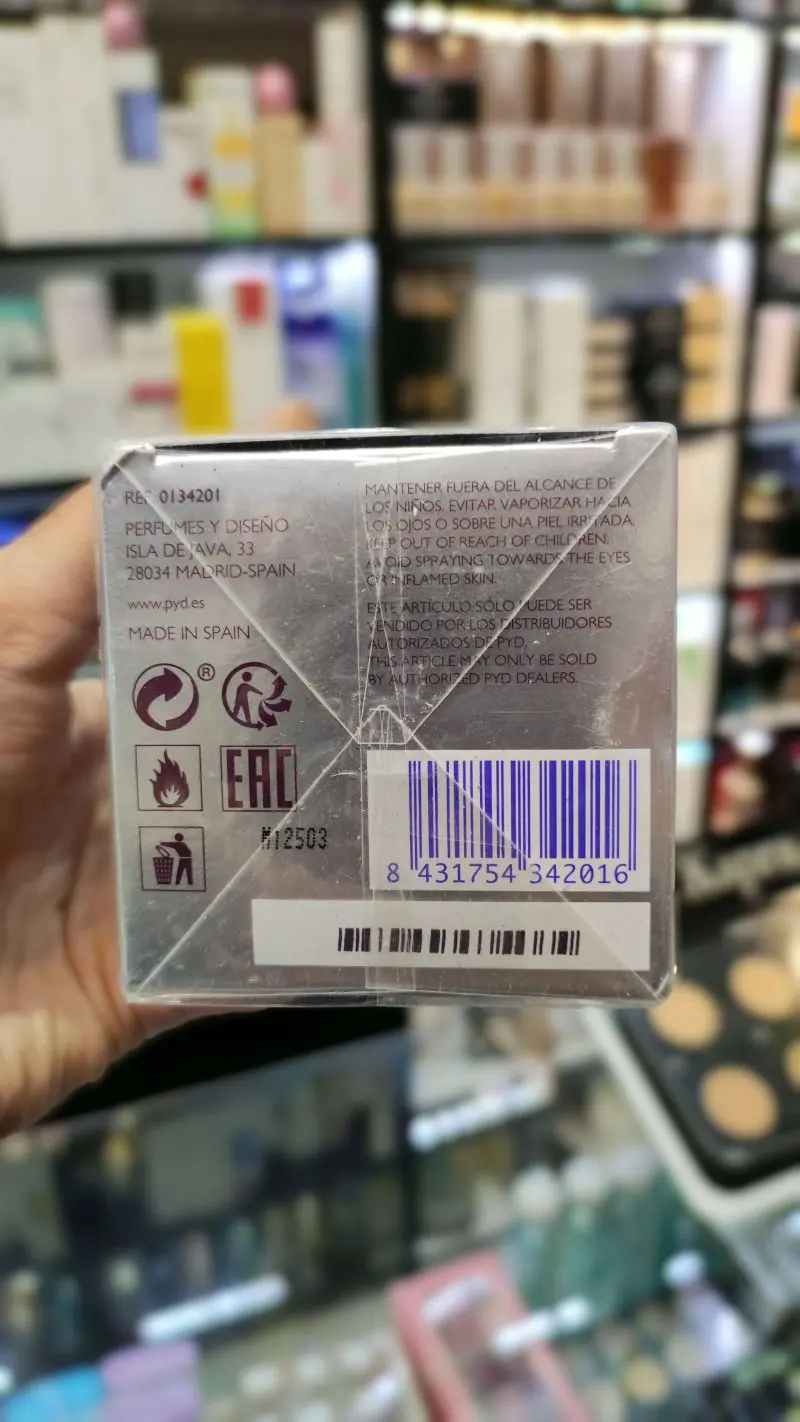 REF 0134201
PERFUMES Y DISEÑO
ISLA DE JAVA, 33
28034 MADRID-SPAIN
www.pyd.es
MADE IN SPAIN
®
EAC
N12503
MANTENER FUERA DEL ALCANCE DE
LOS NIÑOS. EVITAR VAPORIZAR HACIA
LOS OJOS O SOBRE UNA PIEL IRRITADA.
KEEP OUT OF REACH OF CHILDREN.
AVOID SPRAYING TOWARDS THE EYES
OR INFLAMED SKIN.
ESTE ARTÍCULO SÓLO PUEDE SER
VENDIDO POR LOS DISTRIBUIDORES
AUTORIZADOS DE PYD.
THIS ARTICLE MAY ONLY BE SOLD
BY AUTHORIZED PYD DEALERS.
8 431754 342016